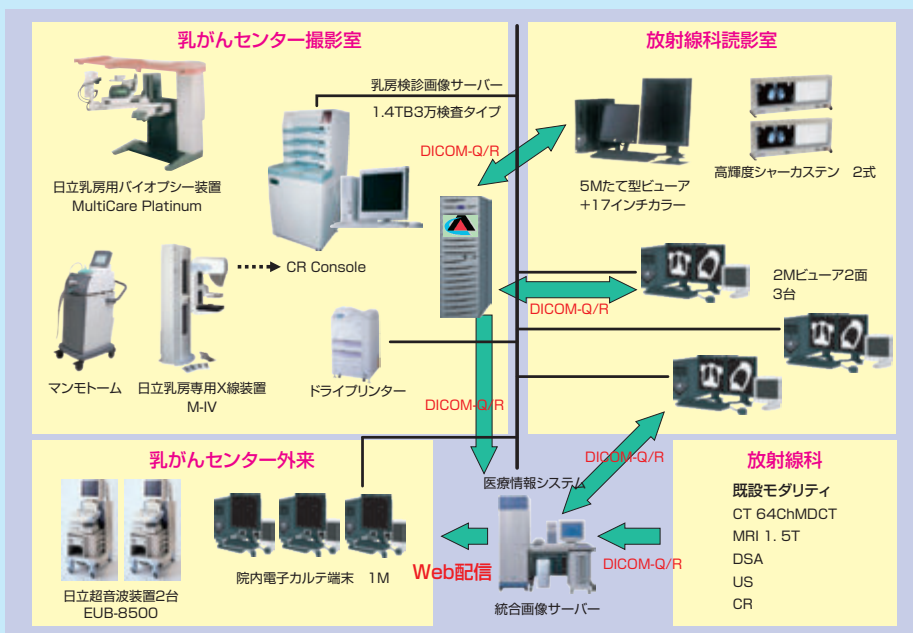 乳がんセンター撮影室
乳房検診画像サーバー
1.4TB3万検査タイプ
日立乳房用バイオプシー装置
MultiCare Platinum
CR Console
マンモトーム
日立乳房専用X線装置
M-IV
ドライプリンター
DICOM-Q/R
DICOM-Q/R
DICOM-Q/R
放射線科読影室
5Mたて型ビューア
+17インチカラー
高輝度シャーカステン 2式
2Mビューア2面
3台
乳がんセンター外来
日立超音波装置2台
EUB-8500
院内電子カルテ端末 1M
Web配信
医療情報システム
統合画像サーバー
DICOM-Q/R
DICOM-Q/R
放射線科
既設モダリティ
CT 64ChMDCT
MRI 1. 5T
DSA
US
CR